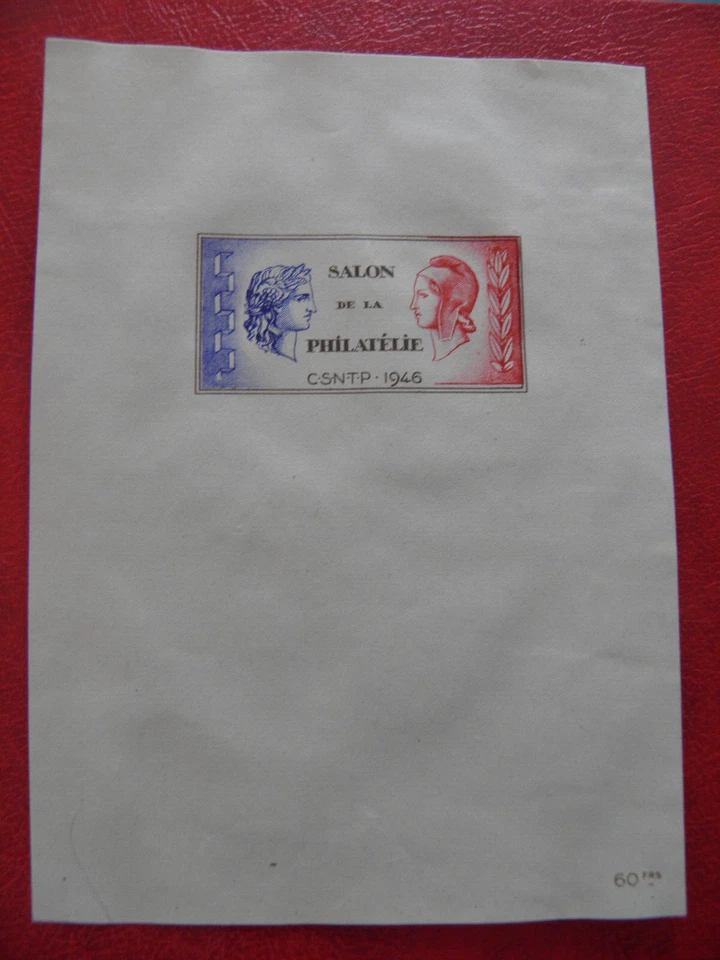 SALON
DE LA
PHILATÉLIE
C·S·N·T·P · 1946
60 FRS